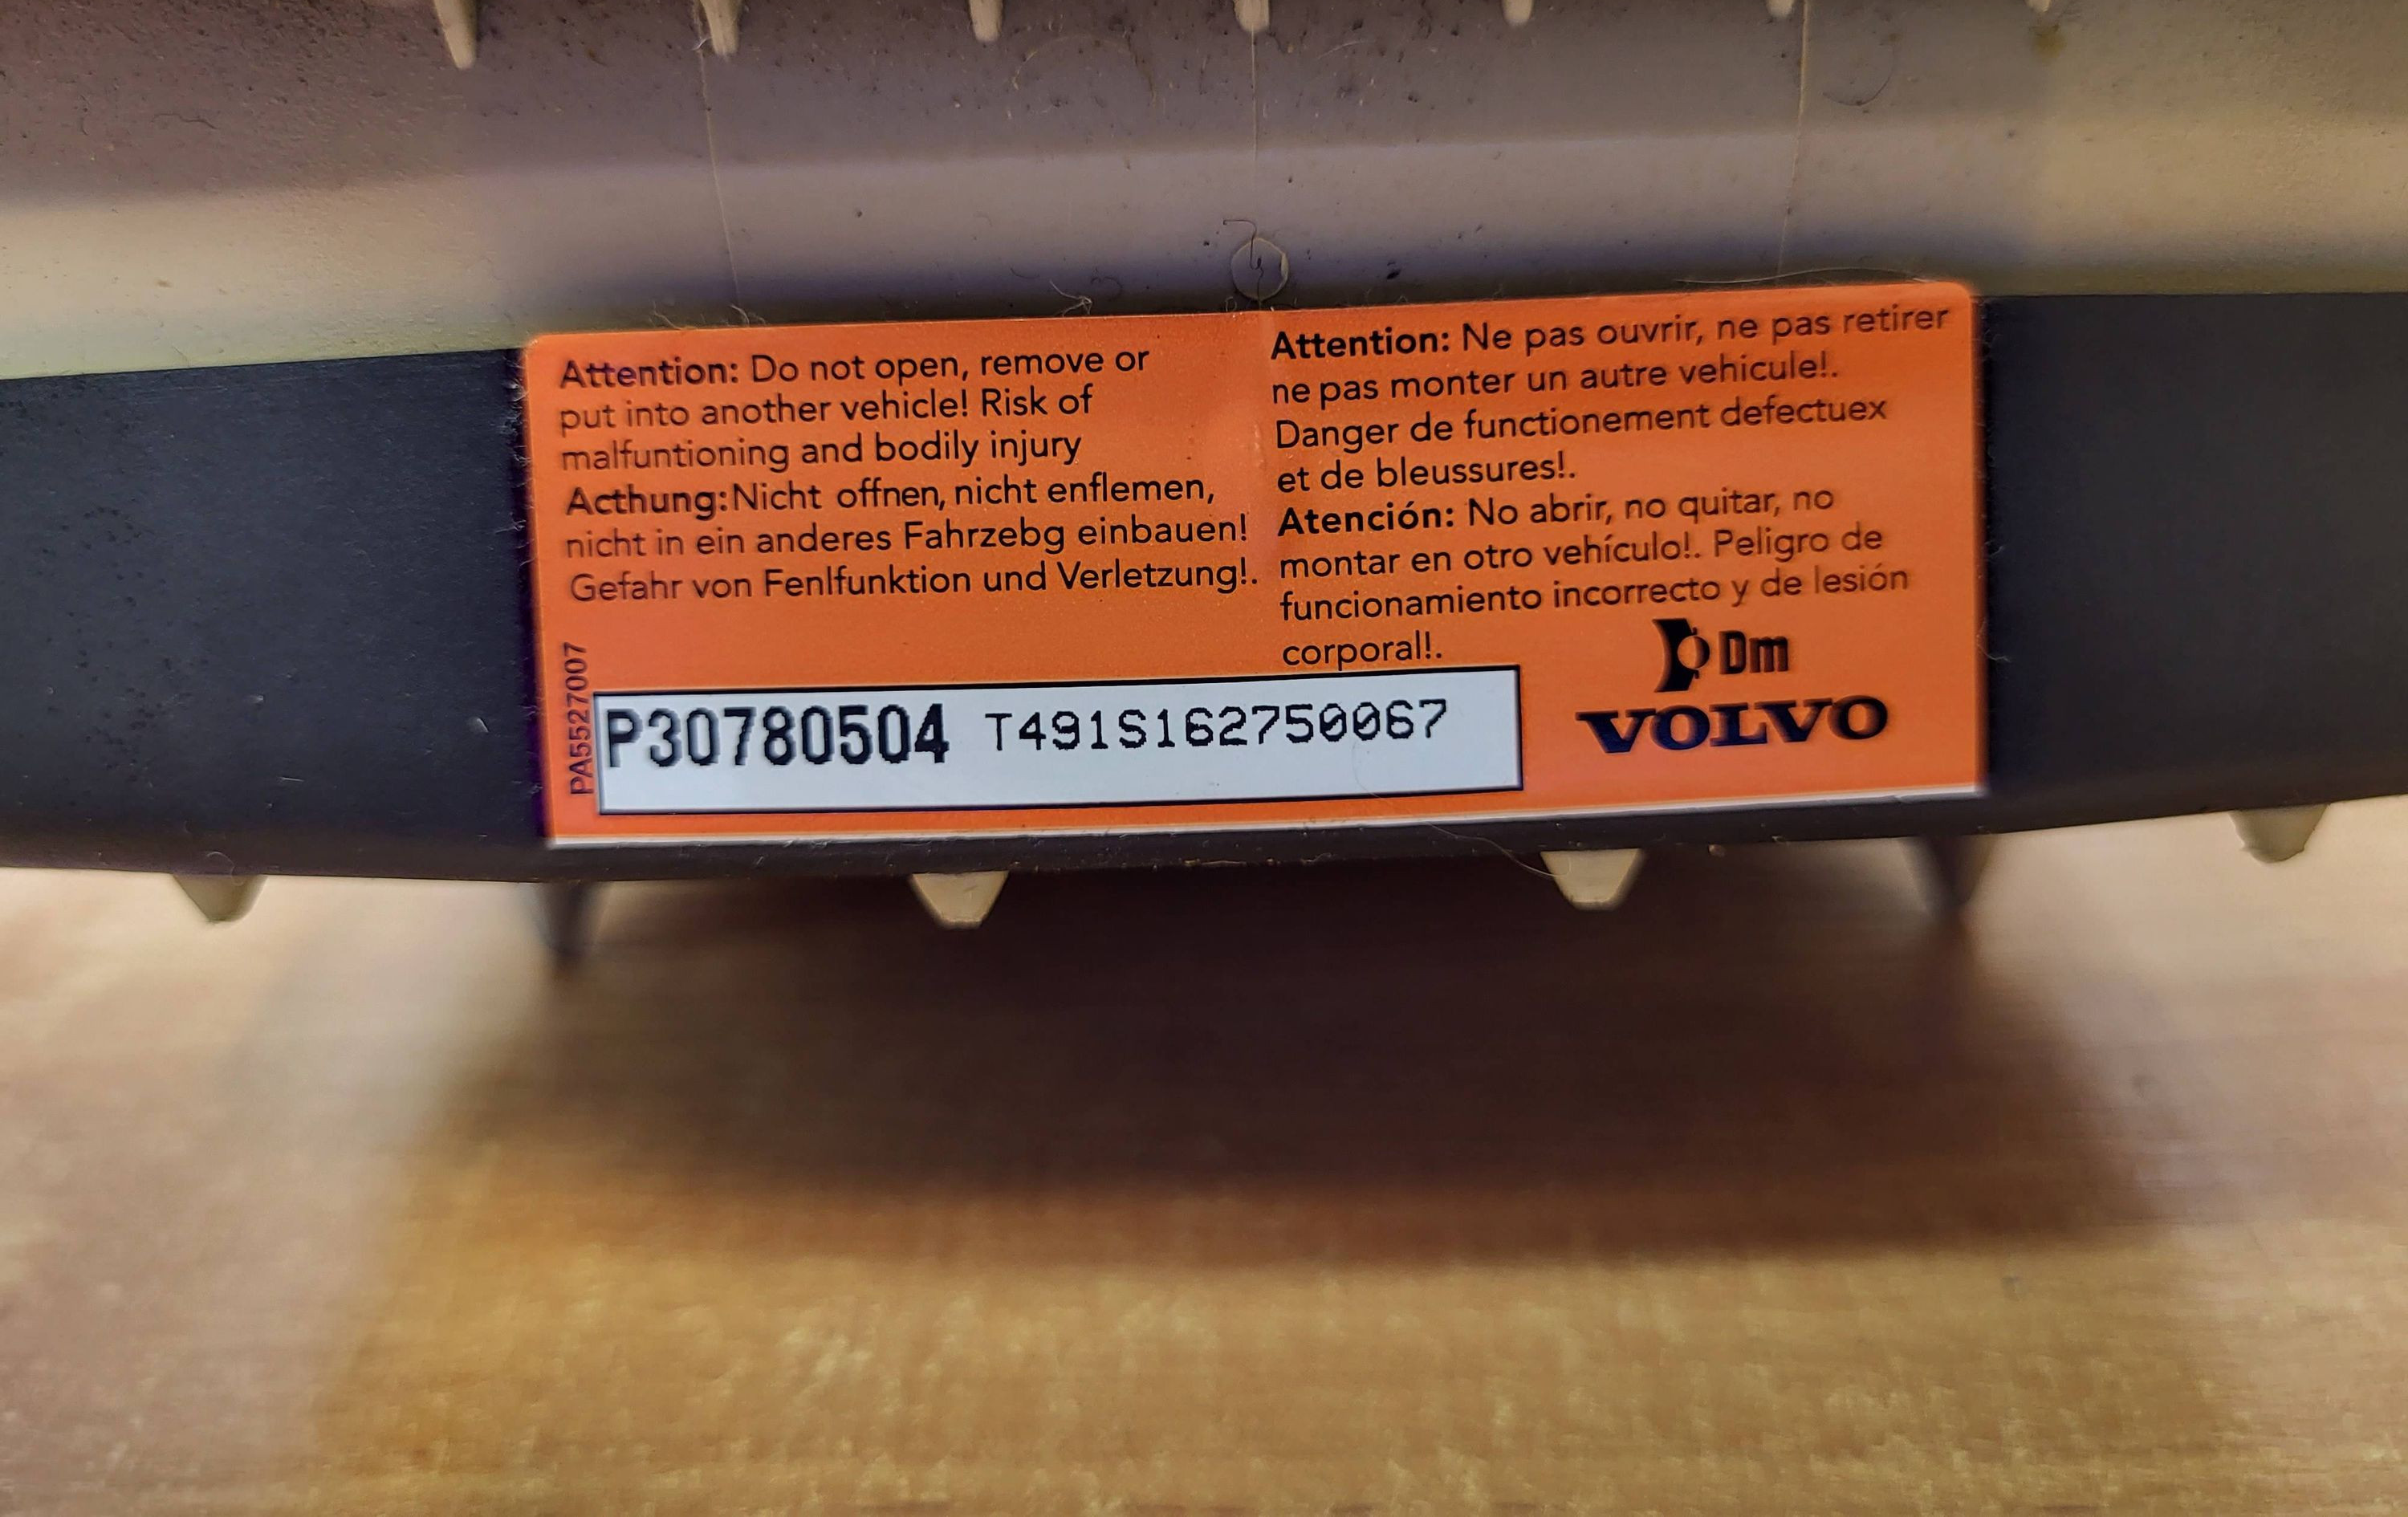 Attention: Do not open, remove or
put into another vehicle! Risk of
malfuntioning and bodily injury
Acthung:Nicht offnen, nicht enflemen,
nicht in ein anderes Fahrzebg einbauen!
Gefahr von Fenlfunktion und Verletzung!.
Attention: Ne pas ouvrir, ne pas retirer
ne pas monter un autre vehicule!.
Danger de functionement defectuex
et de bleussures!.
Atención: No abrir, no quitar, no
montar en otro vehículo!. Peligro de
funcionamiento incorrecto y de lesión
corporal!.
PA5527007
P30780504 T491S162750067
Dm
VOLVO